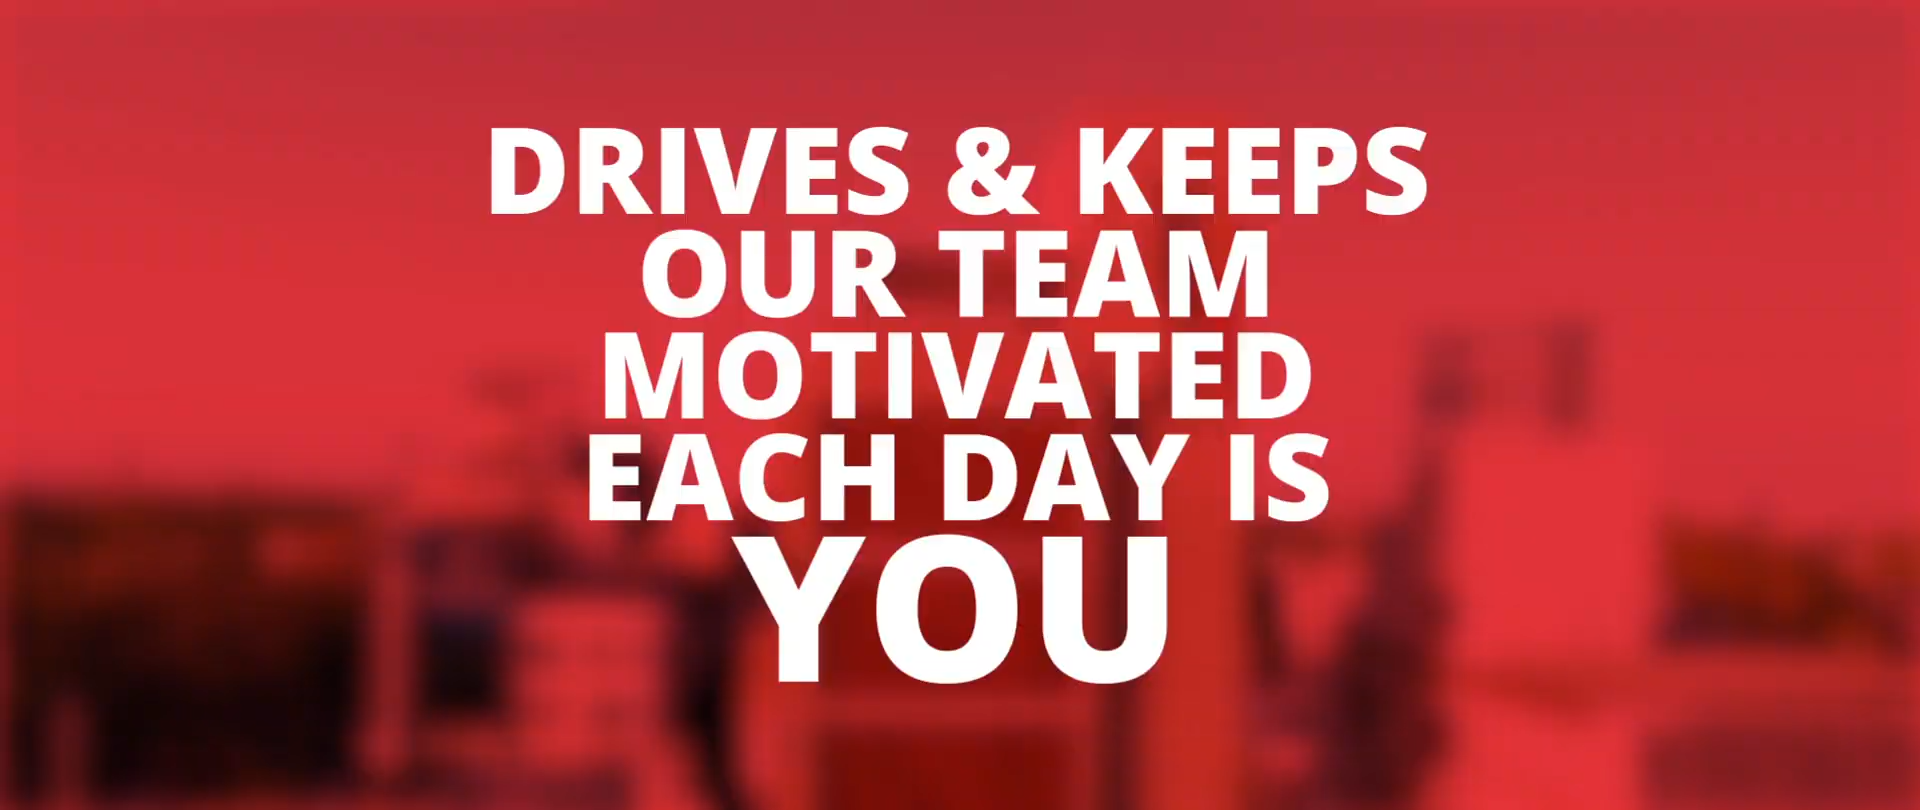 DRIVES & KEEPS
OUR TEAM
MOTIVATED
EACH DAY IS
YOU